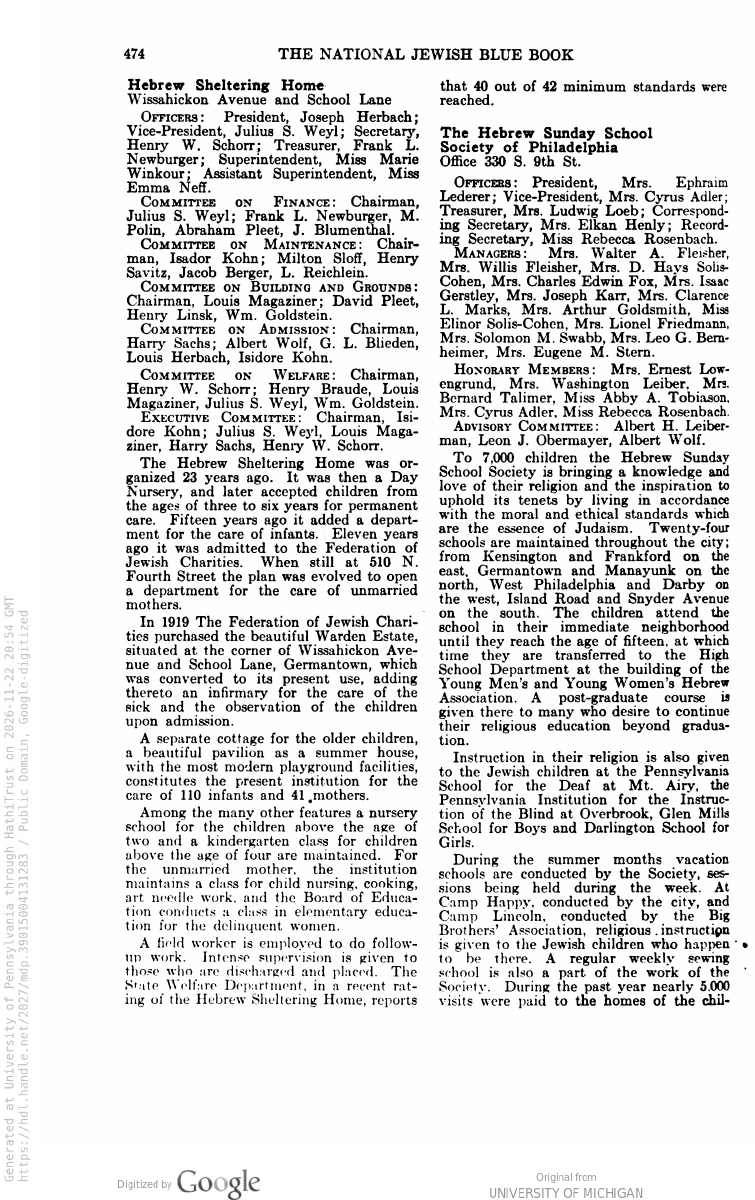 474 THE NATIONAL JEWISH BLUE BOOK
Hebrew Sheltering Home
Wissahickon Avenue and School Lane
OFFICERS: President, Joseph Herbach;
Vice-President, Julius S. Weyl; Secretary,
Henry W. Schorr; Treasurer, Frank L.
Newburger; Superintendent, Miss Marie
Winkour; Assistant Superintendent, Miss
Emma Neff.
COMMITTEE ON FINANCE: Chairman,
Julius S. Weyl; Frank L. Newburger, M.
Polin, Abraham Pleet, J. Blumenthal.
COMMITTEE ON MAINTENANCE: Chair-
man, Isador Kohn; Milton Sloff, Henry
Savitz, Jacob Berger, L. Reichlein.
COMMITTEE ON BUILDING AND GROUNDS:
Chairman, Louis Magaziner; David Pleet,
Henry Linsk, Wm. Goldstein.
COMMITTEE ON ADMISSION: Chairman,
Harry Sachs; Albert Wolf, G. L. Blieden,
Louis Herbach, Isidore Kohn.
COMMITTEE ON WELFARE: Chairman,
Henry W. Schorr; Henry Braude, Louis
Magaziner, Julius S. Weyl, Wm. Goldstein.
EXECUTIVE COMMITTEE: Chairman, Isi-
dore Kohn; Julius S. Weyl, Louis Maga-
ziner, Harry Sachs, Henry W. Schorr.
The Hebrew Sheltering Home was or-
ganized 23 years ago. It was then a Day
Nursery, and later accepted children from
the ages of three to six years for permanent
care. Fifteen years ago it added a depart-
ment for the care of infants. Eleven years
ago it was admitted to the Federation of
Jewish Charities. When still at 510 N.
Fourth Street the plan was evolved to open
a department for the care of unmarried
mothers.
In 1919 The Federation of Jewish Chari-
ties purchased the beautiful Warden Estate,
situated at the corner of Wissahickon Ave-
nue and School Lane, Germantown, which
was converted to its present use, adding
thereto an infirmary for the care of the
sick and the observation of the children
upon admission.
A separate cottage for the older children,
a beautiful pavilion as a summer house,
with the most modern playground facilities,
constitutes the present institution for the
care of 110 infants and 41 mothers.
Among the many other features a nursery
school for the children above the age of
two and a kindergarten class for children
above the age of four are maintained. For
the unmarried mother, the institution
maintains a class for child nursing, cooking,
art needle work, and the Board of Educa-
tion conducts a class in elementary educa-
tion for the delinquent women.
A field worker is employed to do follow-
up work. Intense supervision is given to
those who are discharged and placed. The
State Welfare Department, in a recent rat-
ing of the Hebrew Sheltering Home, reports
that 40 out of 42 minimum standards were
reached.
The Hebrew Sunday School
Society of Philadelphia
Office 330 S. 9th St.
OFFICERS: President, Mrs. Ephraim
Lederer; Vice-President, Mrs. Cyrus Adler;
Treasurer, Mrs. Ludwig Loeb; Correspond-
ing Secretary, Mrs. Elkan Henly; Record-
ing Secretary, Miss Rebecca Rosenbach.
MANAGERS: Mrs. Walter A. Fleisher,
Mrs. Willis Fleisher, Mrs. D. Hays Solis-
Cohen, Mrs. Charles Edwin Fox, Mrs. Isaac
Gerstley, Mrs. Joseph Karr, Mrs. Clarence
L. Marks, Mrs. Arthur Goldsmith, Miss
Elinor Solis-Cohen, Mrs. Lionel Friedmann,
Mrs. Solomon M. Swabb, Mrs. Leo G. Bern-
heimer, Mrs. Eugene M. Stern.
HONORARY MEMBERS: Mrs. Ernest Low-
engrund, Mrs. Washington Leiber, Mrs.
Bernard Talimer, Miss Abby A. Tobiason,
Mrs. Cyrus Adler, Miss Rebecca Rosenbach.
ADVISORY COMMITTEE: Albert H. Leiber-
man, Leon J. Obermayer, Albert Wolf.
To 7,000 children the Hebrew Sunday
School Society is bringing a knowledge and
love of their religion and the inspiration to
uphold its tenets by living in accordance
with the moral and ethical standards which
are the essence of Judaism. Twenty-four
schools are maintained throughout the city;
from Kensington and Frankford on the
east, Germantown and Manayunk on the
north, West Philadelphia and Darby on
the west, Island Road and Snyder Avenue
on the south. The children attend the
school in their immediate neighborhood
until they reach the age of fifteen, at which
time they are transferred to the High
School Department at the building of the
Young Men's and Young Women's Hebrew
Association. A post-graduate course is
given there to many who desire to continue
their religious education beyond gradua-
tion.
Instruction in their religion is also given
to the Jewish children at the Pennsylvania
School for the Deaf at Mt. Airy, the
Pennsylvania Institution for the Instruc-
tion of the Blind at Overbrook, Glen Mills
School for Boys and Darlington School for
Girls.
During the summer months vacation
schools are conducted by the Society, ses-
sions being held during the week. At
Camp Happy, conducted by the city, and
Camp Lincoln, conducted by the Big
Brothers' Association, religious instruction
is given to the Jewish children who happen
to be there. A regular weekly sewing
school is also a part of the work of the
Society. During the past year nearly 5,000
visits were paid to the homes of the chil-
Generated at University of Pennsylvania through HathiTrust on 2026-11-22 20:54 GMT
https://hdl.handle.net/2027/mdp.39015004131283 / Public Domain, Google-digitized
Digitized by Google
Original from
UNIVERSITY OF MICHIGAN